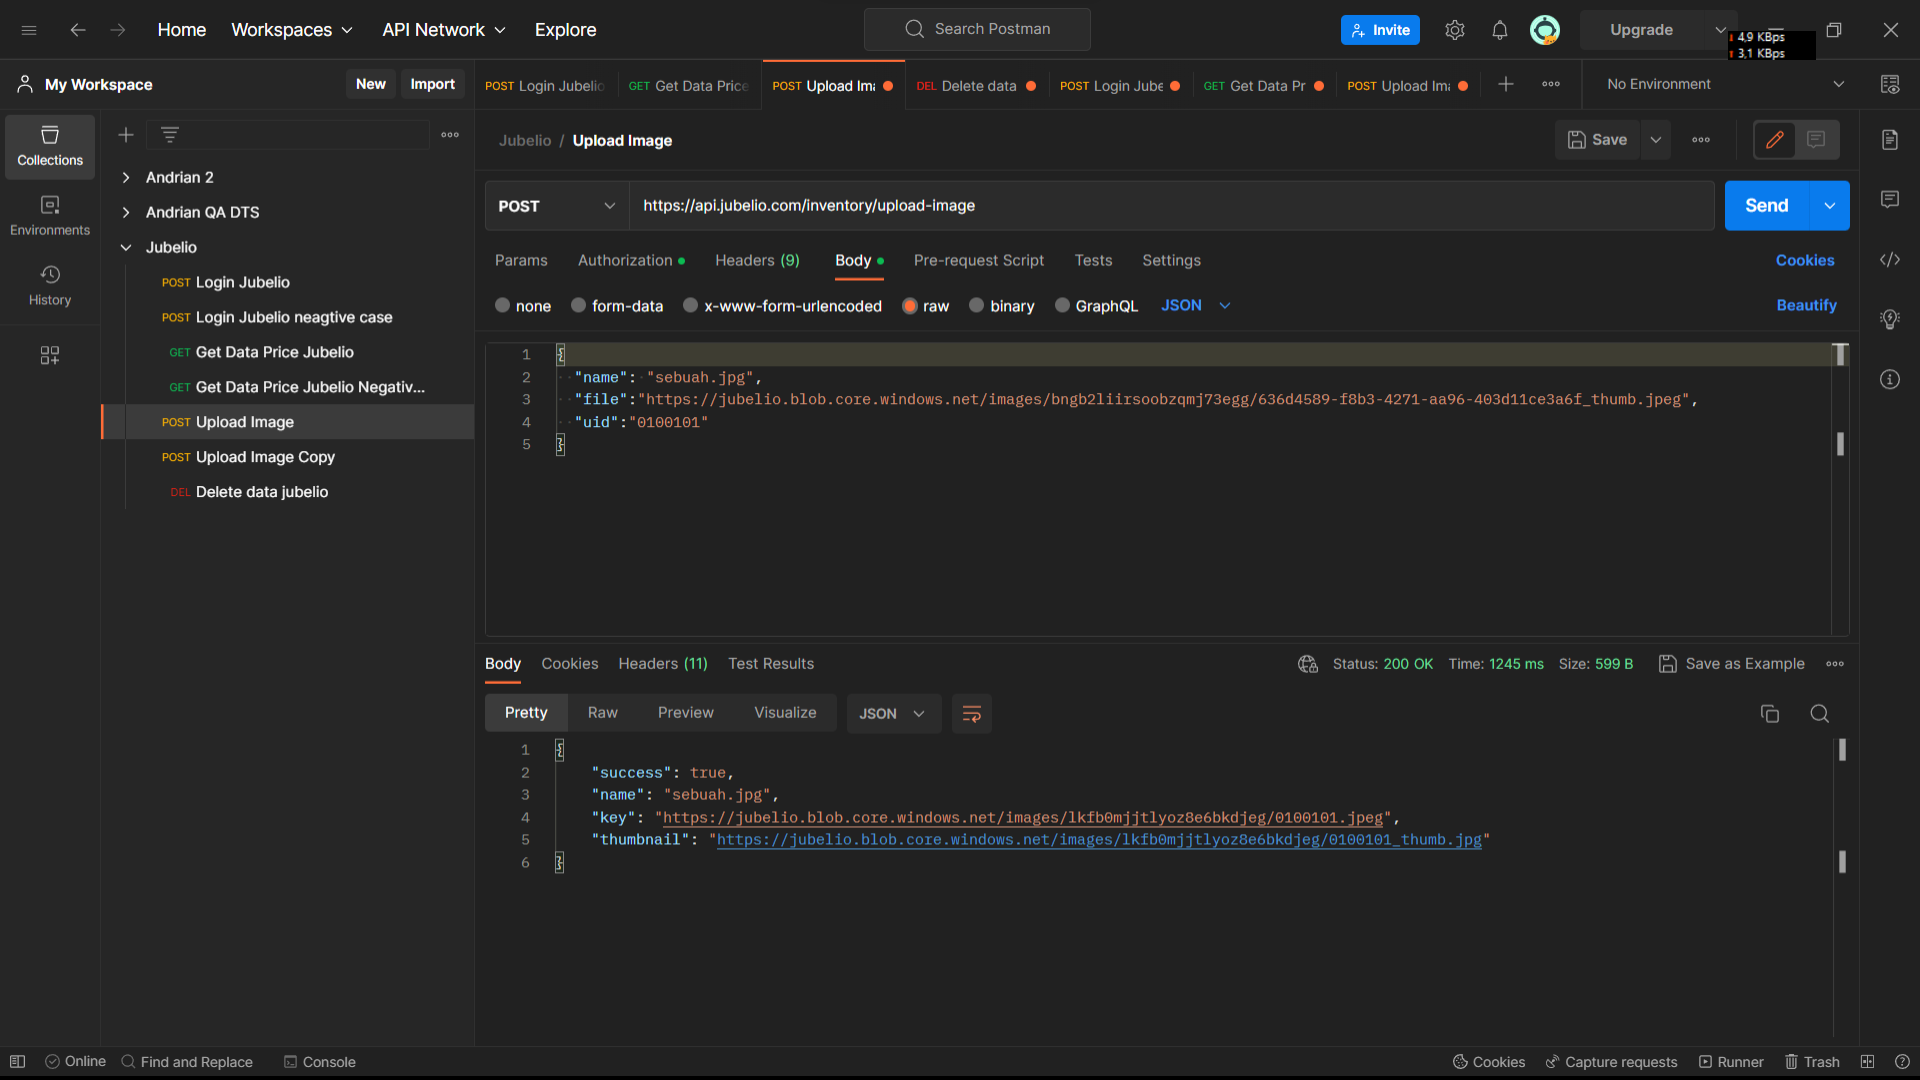 Home
Workspaces
API Network
Explore
Search Postman
Invite
Upgrade
4,9 KBps
3,1 KBps
My Workspace
New
Import
POST Login Jubelio
GET Get Data Price
POST Upload Ima
DEL Delete data
POST Login Jube
GET Get Data Pr
POST Upload Ima
No Environment
Collections
Environments
History
Andrian 2
Andrian QA DTS
Jubelio
POST Login Jubelio
POST Login Jubelio neagtive case
GET Get Data Price Jubelio
GET Get Data Price Jubelio Negativ...
POST Upload Image
POST Upload Image Copy
DEL Delete data jubelio
Jubelio / Upload Image
Save
POST
https://api.jubelio.com/inventory/upload-image
Send
Params
Authorization
Headers (9)
Body
Pre-request Script
Tests
Settings
Cookies
none
form-data
x-www-form-urlencoded
raw
binary
GraphQL
JSON
Beautify
1 {
2 "name": "sebuah.jpg",
3 "file":"https://jubelio.blob.core.windows.net/images/bngb2liirsoobzqmj73egg/636d4589-f8b3-4271-aa96-403d11ce3a6f_thumb.jpeg",
4 "uid":"0100101"
5 }
Body
Cookies
Headers (11)
Test Results
Status: 200 OK
Time: 1245 ms
Size: 599 B
Save as Example
Pretty
Raw
Preview
Visualize
JSON
1 {
2 "success": true,
3 "name": "sebuah.jpg",
4 "key": "https://jubelio.blob.core.windows.net/images/lkfb0mjjtlyoz8e6bkdjeg/0100101.jpeg",
5 "thumbnail": "https://jubelio.blob.core.windows.net/images/lkfb0mjjtlyoz8e6bkdjeg/0100101_thumb.jpg"
6 }
Online
Find and Replace
Console
Cookies
Capture requests
Runner
Trash